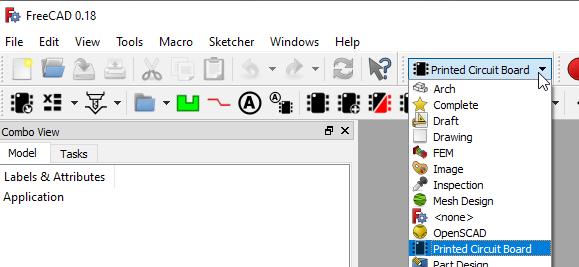 FreeCAD 0.18
File Edit View Tools Macro Sketcher Windows Help
Printed Circuit Board
A A
Arch
Complete
Draft
Drawing
FEM
Image
Inspection
Mesh Design
<none>
OpenSCAD
Printed Circuit Board
Part Design
Combo View
Model Tasks
Labels & Attributes
Application